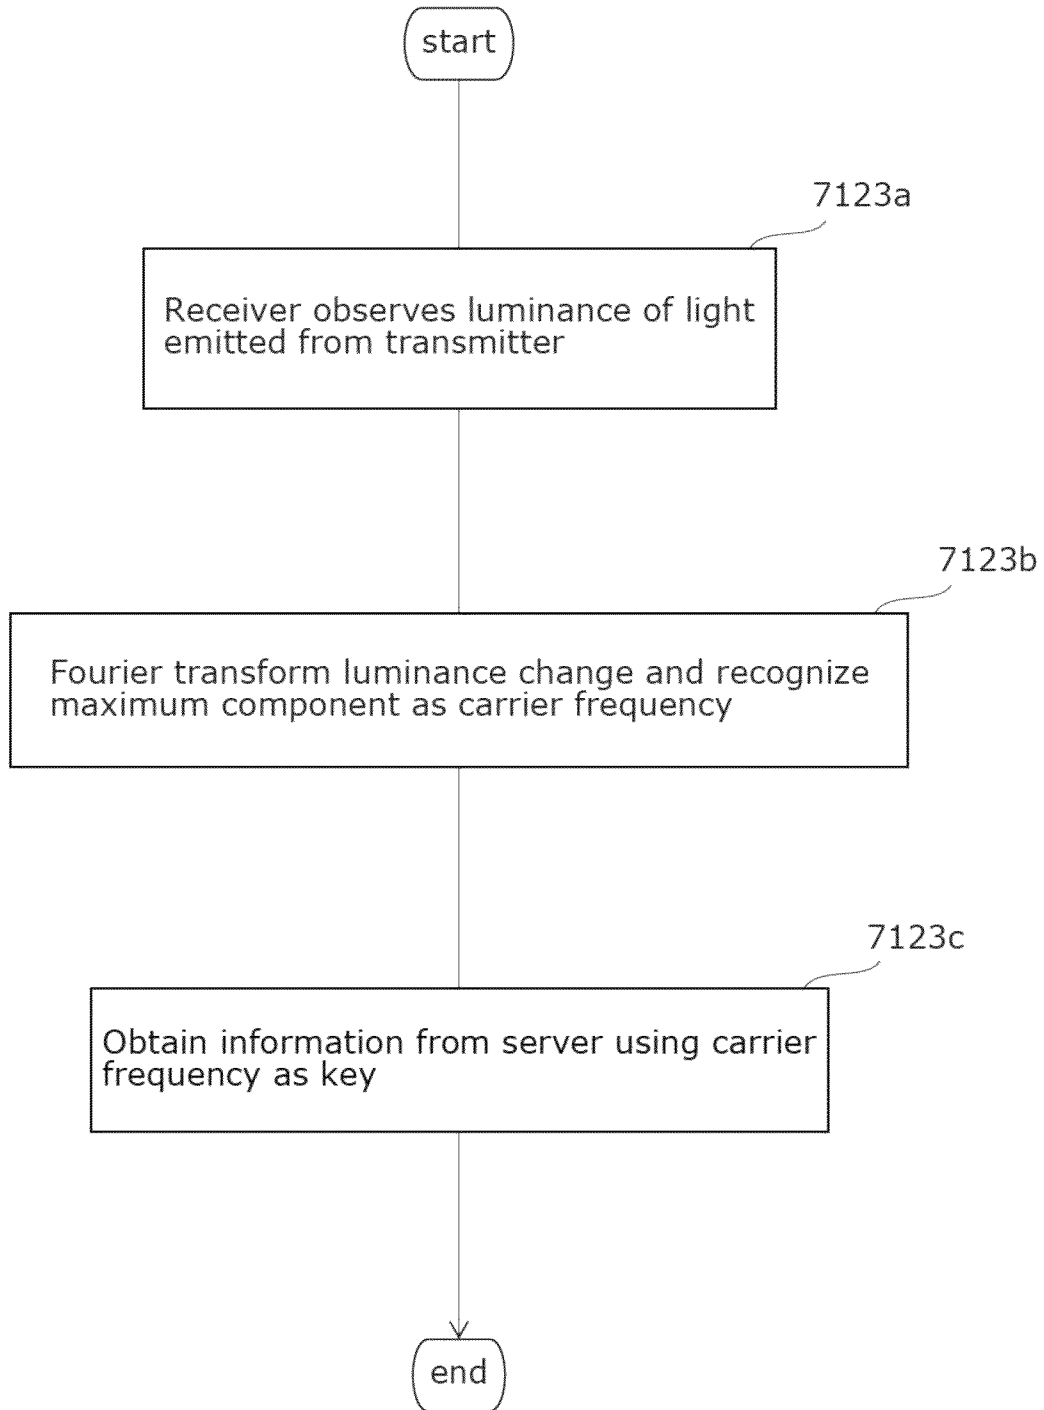 start
7123a
Receiver observes luminance of light
emitted from transmitter
7123b
Fourier transform luminance change and recognize
maximum component as carrier frequency
7123c
Obtain information from server using carrier
frequency as key
end